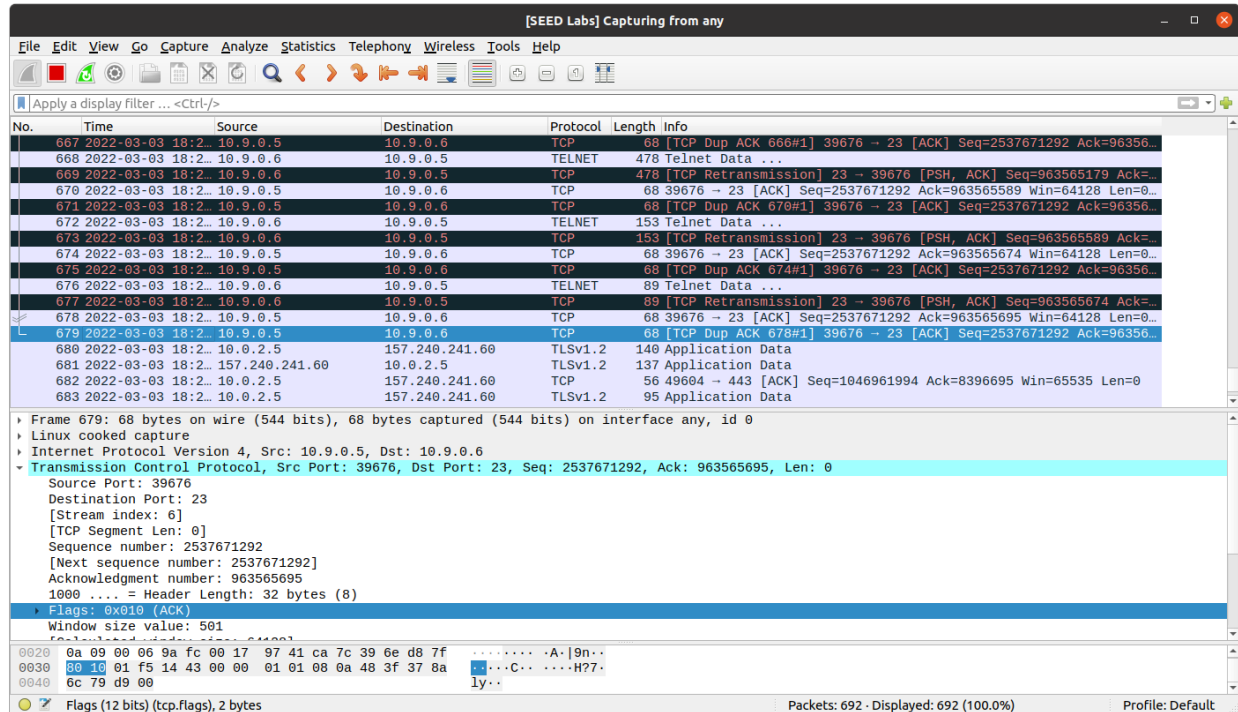 [SEED Labs] Capturing from any
File Edit View Go Capture Analyze Statistics Telephony Wireless Tools Help
Apply a display filter … <Ctrl-/>
No. Time Source Destination Protocol Length Info
667 2022-03-03 18:2… 10.9.0.5 10.9.0.6 TCP 68 [TCP Dup ACK 666#1] 39676 → 23 [ACK] Seq=2537671292 Ack=96356…
668 2022-03-03 18:2… 10.9.0.6 10.9.0.5 TELNET 478 Telnet Data ...
669 2022-03-03 18:2… 10.9.0.6 10.9.0.5 TCP 478 [TCP Retransmission] 23 → 39676 [PSH, ACK] Seq=963565179 Ack=…
670 2022-03-03 18:2… 10.9.0.5 10.9.0.6 TCP 68 39676 → 23 [ACK] Seq=2537671292 Ack=963565589 Win=64128 Len=0…
671 2022-03-03 18:2… 10.9.0.5 10.9.0.6 TCP 68 [TCP Dup ACK 670#1] 39676 → 23 [ACK] Seq=2537671292 Ack=96356…
672 2022-03-03 18:2… 10.9.0.6 10.9.0.5 TELNET 153 Telnet Data ...
673 2022-03-03 18:2… 10.9.0.6 10.9.0.5 TCP 153 [TCP Retransmission] 23 → 39676 [PSH, ACK] Seq=963565589 Ack=…
674 2022-03-03 18:2… 10.9.0.5 10.9.0.6 TCP 68 39676 → 23 [ACK] Seq=2537671292 Ack=963565674 Win=64128 Len=0…
675 2022-03-03 18:2… 10.9.0.5 10.9.0.6 TCP 68 [TCP Dup ACK 674#1] 39676 → 23 [ACK] Seq=2537671292 Ack=96356…
676 2022-03-03 18:2… 10.9.0.6 10.9.0.5 TELNET 89 Telnet Data ...
677 2022-03-03 18:2… 10.9.0.6 10.9.0.5 TCP 89 [TCP Retransmission] 23 → 39676 [PSH, ACK] Seq=963565674 Ack=…
678 2022-03-03 18:2… 10.9.0.5 10.9.0.6 TCP 68 39676 → 23 [ACK] Seq=2537671292 Ack=963565695 Win=64128 Len=0…
679 2022-03-03 18:2… 10.9.0.5 10.9.0.6 TCP 68 [TCP Dup ACK 678#1] 39676 → 23 [ACK] Seq=2537671292 Ack=96356…
680 2022-03-03 18:2… 10.0.2.5 157.240.241.60 TLSv1.2 140 Application Data
681 2022-03-03 18:2… 157.240.241.60 10.0.2.5 TLSv1.2 137 Application Data
682 2022-03-03 18:2… 10.0.2.5 157.240.241.60 TCP 56 49604 → 443 [ACK] Seq=1046961994 Ack=8396695 Win=65535 Len=0
683 2022-03-03 18:2… 10.0.2.5 157.240.241.60 TLSv1.2 95 Application Data
Frame 679: 68 bytes on wire (544 bits), 68 bytes captured (544 bits) on interface any, id 0
Linux cooked capture
Internet Protocol Version 4, Src: 10.9.0.5, Dst: 10.9.0.6
Transmission Control Protocol, Src Port: 39676, Dst Port: 23, Seq: 2537671292, Ack: 963565695, Len: 0
Source Port: 39676
Destination Port: 23
[Stream index: 6]
[TCP Segment Len: 0]
Sequence number: 2537671292
[Next sequence number: 2537671292]
Acknowledgment number: 963565695
1000 .... = Header Length: 32 bytes (8)
Flags: 0x010 (ACK)
Window size value: 501
[Calculated window size: 64128]
0020 0a 09 00 06 9a fc 00 17 97 41 ca 7c 39 6e d8 7f ········ ·A·|9n··
0030 80 10 01 f5 14 43 00 00 01 01 08 0a 48 3f 37 8a ·····C·· ····H?7·
0040 6c 79 d9 00 ly··
Flags (12 bits) (tcp.flags), 2 bytes Packets: 692 · Displayed: 692 (100.0%) Profile: Default